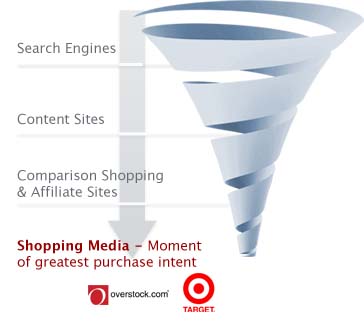 Search Engines
Content Sites
Comparison Shopping
& Affiliate Sites
Shopping Media - Moment
of greatest purchase intent
overstock.com
TARGET